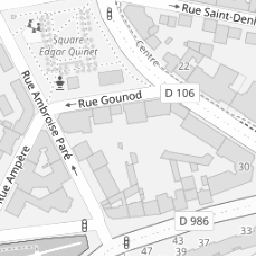 Rue Saint-Deni
Square
Edgar Quinet
Centre
22
D 106
Rue Gounod
Rue Ambroise Paré
Rue Ampère
30
D 986
43
47
37
39